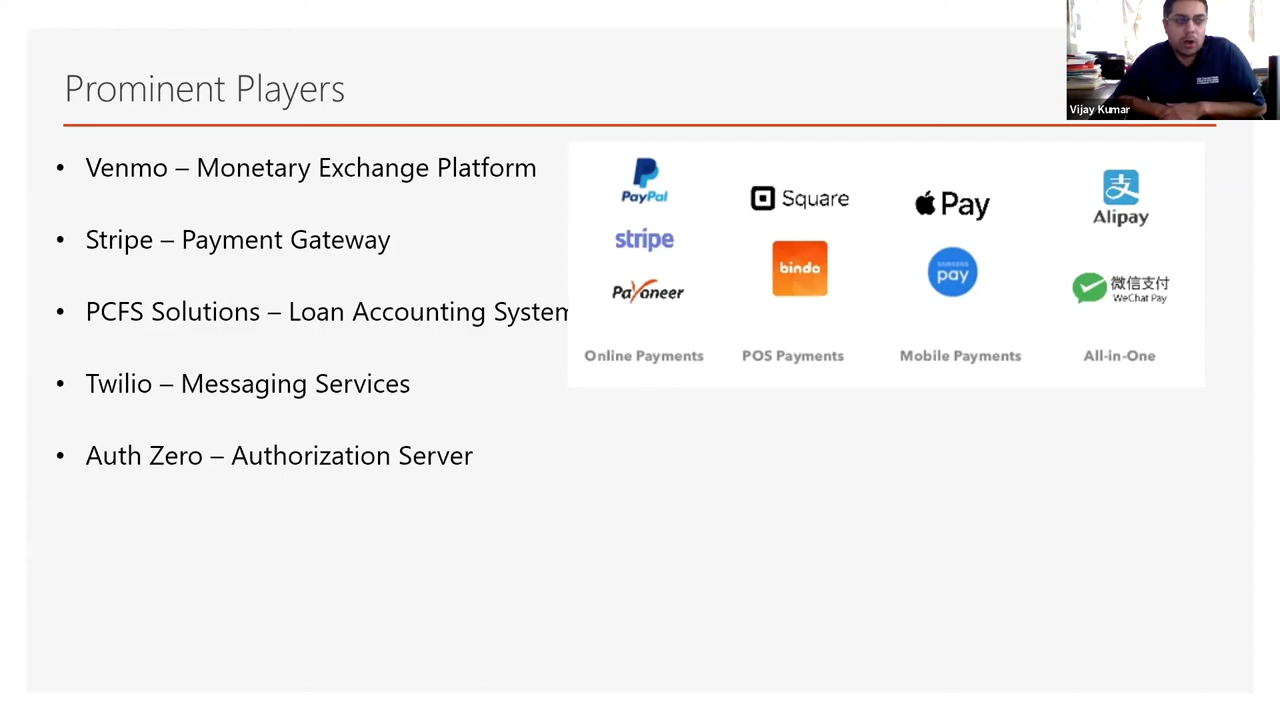 Prominent Players
Vijay Kumar
• Venmo – Monetary Exchange Platform
• Stripe – Payment Gateway
• PCFS Solutions – Loan Accounting System
• Twilio – Messaging Services
• Auth Zero – Authorization Server
PayPal
stripe
Payoneer
Online Payments
Square
bindo
POS Payments
Pay
SAMSUNG
pay
Mobile Payments
支
Alipay
微信支付
WeChat Pay
All-in-One